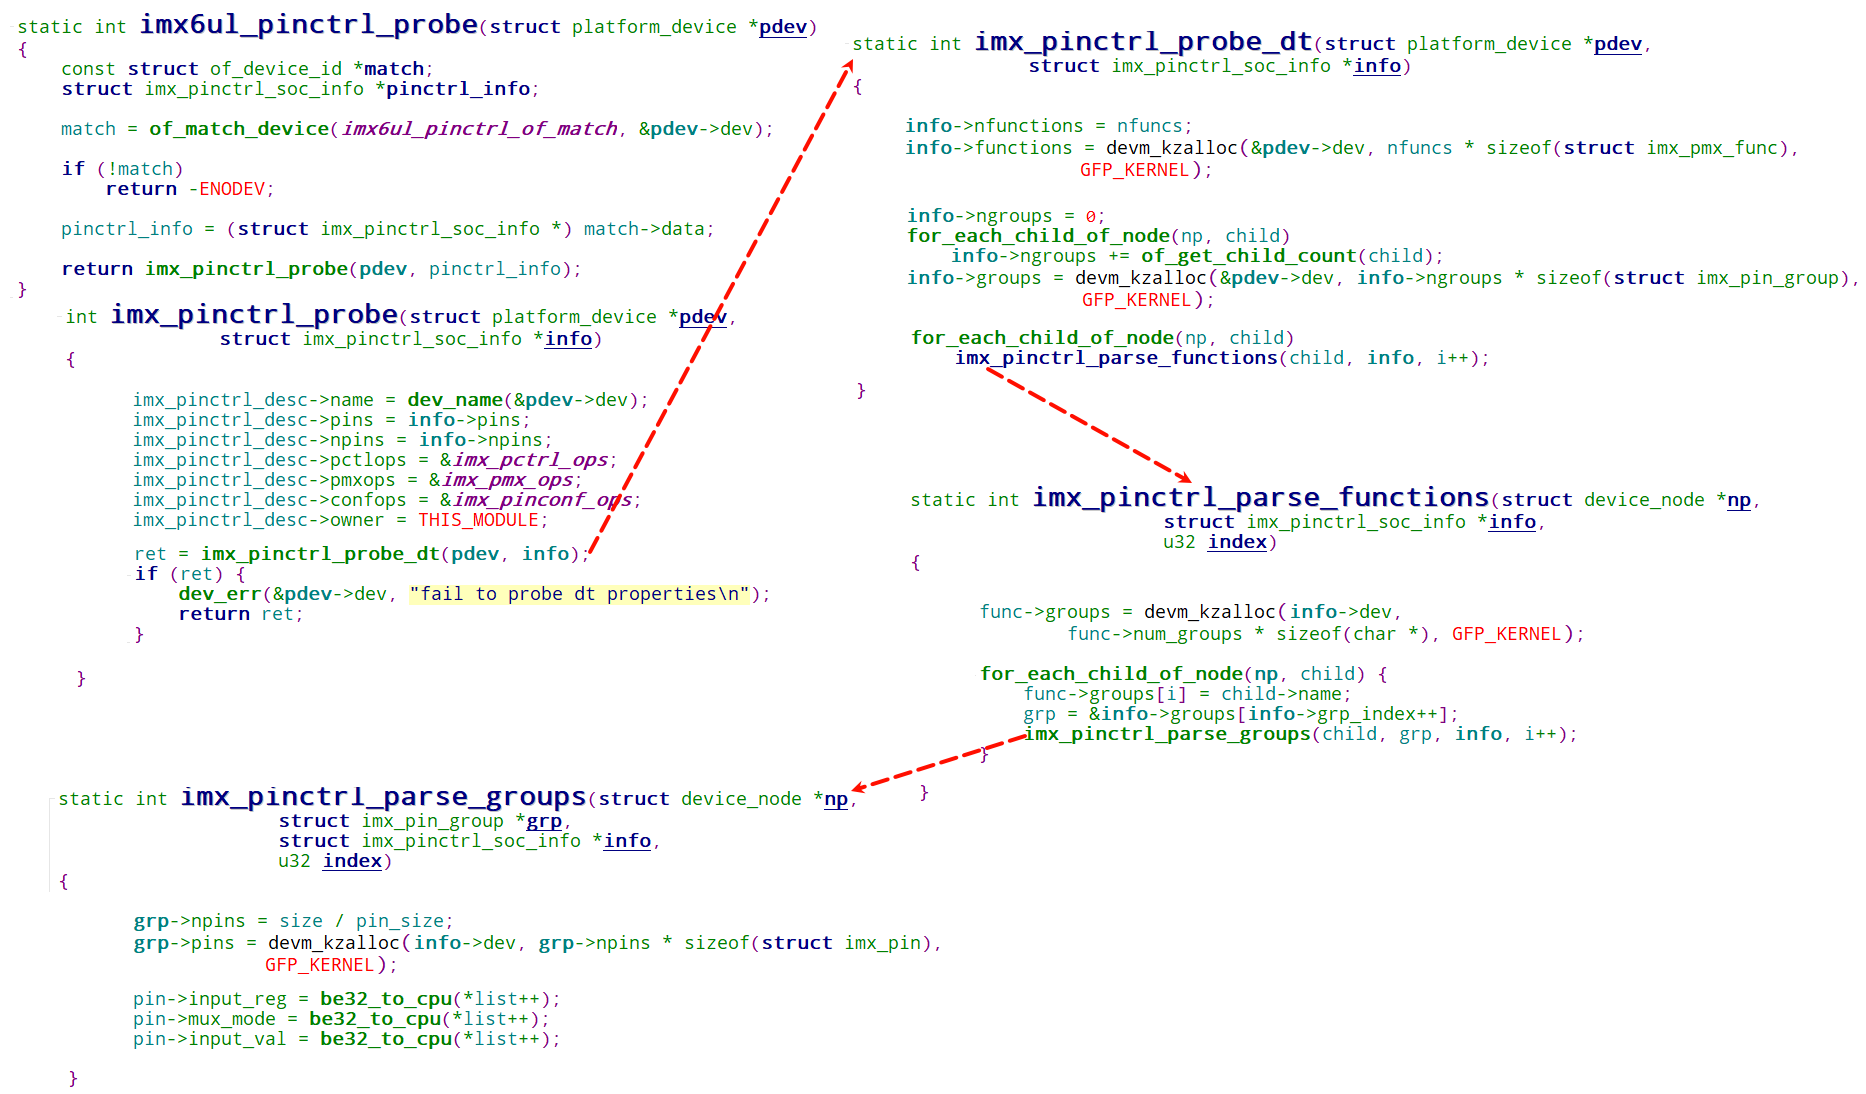 static int imx6ul_pinctrl_probe(struct platform_device *pdev)
{
    const struct of_device_id *match;
    struct imx_pinctrl_soc_info *pinctrl_info;

    match = of_match_device(imx6ul_pinctrl_of_match, &pdev->dev);

    if (!match)
        return -ENODEV;

    pinctrl_info = (struct imx_pinctrl_soc_info *) match->data;

    return imx_pinctrl_probe(pdev, pinctrl_info);
}
int imx_pinctrl_probe(struct platform_device *pdev,
            struct imx_pinctrl_soc_info *info)
{

    imx_pinctrl_desc->name = dev_name(&pdev->dev);
    imx_pinctrl_desc->pins = info->pins;
    imx_pinctrl_desc->npins = info->npins;
    imx_pinctrl_desc->pctlops = &imx_pctrl_ops;
    imx_pinctrl_desc->pmxops = &imx_pmx_ops;
    imx_pinctrl_desc->confops = &imx_pinconf_ops;
    imx_pinctrl_desc->owner = THIS_MODULE;

    ret = imx_pinctrl_probe_dt(pdev, info);
    if (ret) {
        dev_err(&pdev->dev, "fail to probe dt properties\n");
        return ret;
    }

}
static int imx_pinctrl_probe_dt(struct platform_device *pdev,
            struct imx_pinctrl_soc_info *info)
{

    info->nfunctions = nfuncs;
    info->functions = devm_kzalloc(&pdev->dev, nfuncs * sizeof(struct imx_pmx_func),
                GFP_KERNEL);

    info->ngroups = 0;
    for_each_child_of_node(np, child)
        info->ngroups += of_get_child_count(child);
    info->groups = devm_kzalloc(&pdev->dev, info->ngroups * sizeof(struct imx_pin_group),
                GFP_KERNEL);

    for_each_child_of_node(np, child)
        imx_pinctrl_parse_functions(child, info, i++);

}
static int imx_pinctrl_parse_functions(struct device_node *np,
                struct imx_pinctrl_soc_info *info,
                u32 index)
{

    func->groups = devm_kzalloc(info->dev,
            func->num_groups * sizeof(char *), GFP_KERNEL);

    for_each_child_of_node(np, child) {
        func->groups[i] = child->name;
        grp = &info->groups[info->grp_index++];
        imx_pinctrl_parse_groups(child, grp, info, i++);
    }

}
static int imx_pinctrl_parse_groups(struct device_node *np,
                struct imx_pin_group *grp,
                struct imx_pinctrl_soc_info *info,
                u32 index)
{

    grp->npins = size / pin_size;
    grp->pins = devm_kzalloc(info->dev, grp->npins * sizeof(struct imx_pin),
                GFP_KERNEL);

    pin->input_reg = be32_to_cpu(*list++);
    pin->mux_mode = be32_to_cpu(*list++);
    pin->input_val = be32_to_cpu(*list++);

}